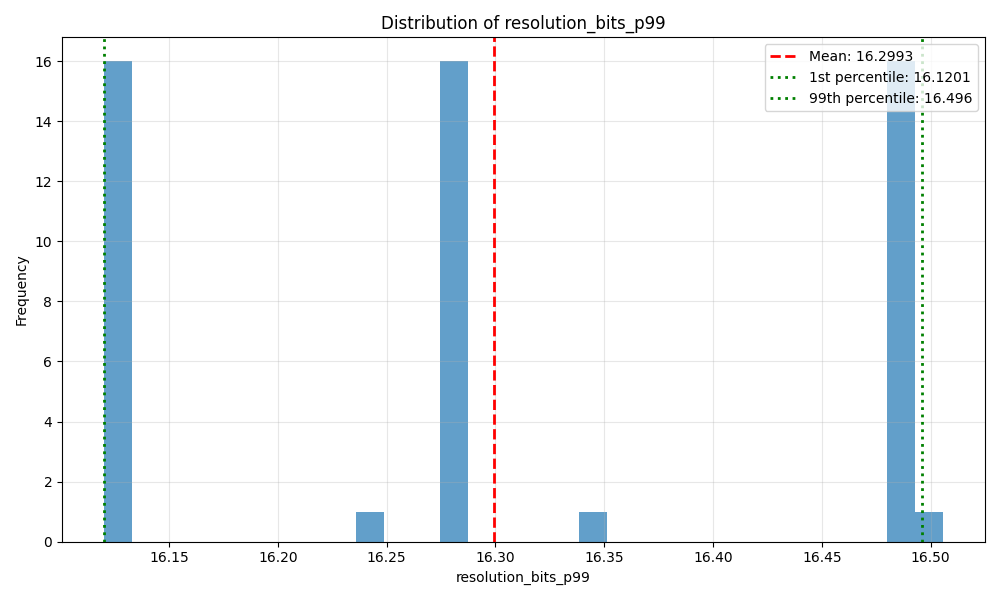 Distribution of resolution_bits_p99
Mean: 16.2993
1st percentile: 16.1201
99th percentile: 16.496
Frequency
16
14
12
10
8
6
4
2
0
16.15
16.20
16.25
16.30
16.35
16.40
16.45
16.50
resolution_bits_p99